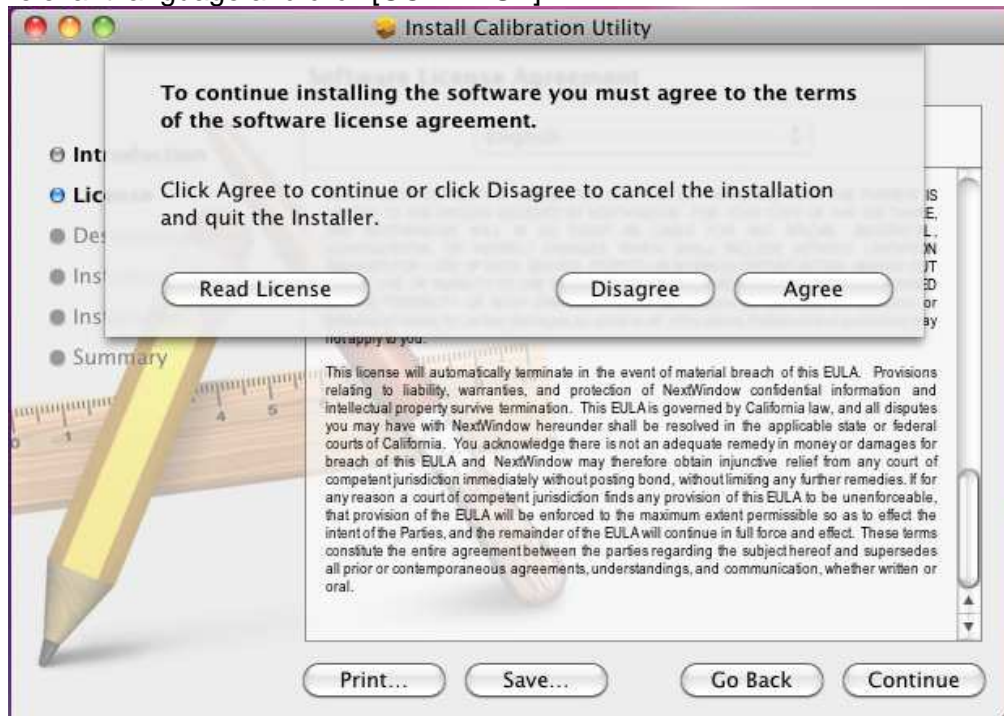 Install Calibration Utility
Software License Agreement
To continue installing the software you must agree to the terms
of the software license agreement.
English
Click Agree to continue or click Disagree to cancel the installation
and quit the Installer.
Read License
Disagree
Agree
Lic
Summary
not apply to you.
This license will automatically terminate in the event of material breach of this EULA. Provisions
relating to liability, warranties, and protection of NextWindow confidential information and
intellectual property survive termination. This EULA is governed by California law, and all disputes
you may have with NextWindow hereunder shall be resolved in the applicable state or federal
courts of California. You acknowledge there is not an adequate remedy in money or damages for
breach of this EULA and NextWindow may therefore obtain injunctive relief from any court of
competent jurisdiction immediately without posting bond, without limiting any further remedies. If for
any reason a court of competent jurisdiction finds any provision of this EULA to be unenforceable,
that provision of the EULA will be enforced to the maximum extent permissible so as to effect the
intent of the Parties, and the remainder of the EULA will continue in full force and effect. These terms
constitute the entire agreement between the parties regarding the subject hereof and supersedes
all prior or contemporaneous agreements, understandings, and communication, whether written or
oral.
Print...
Save...
Go Back
Continue